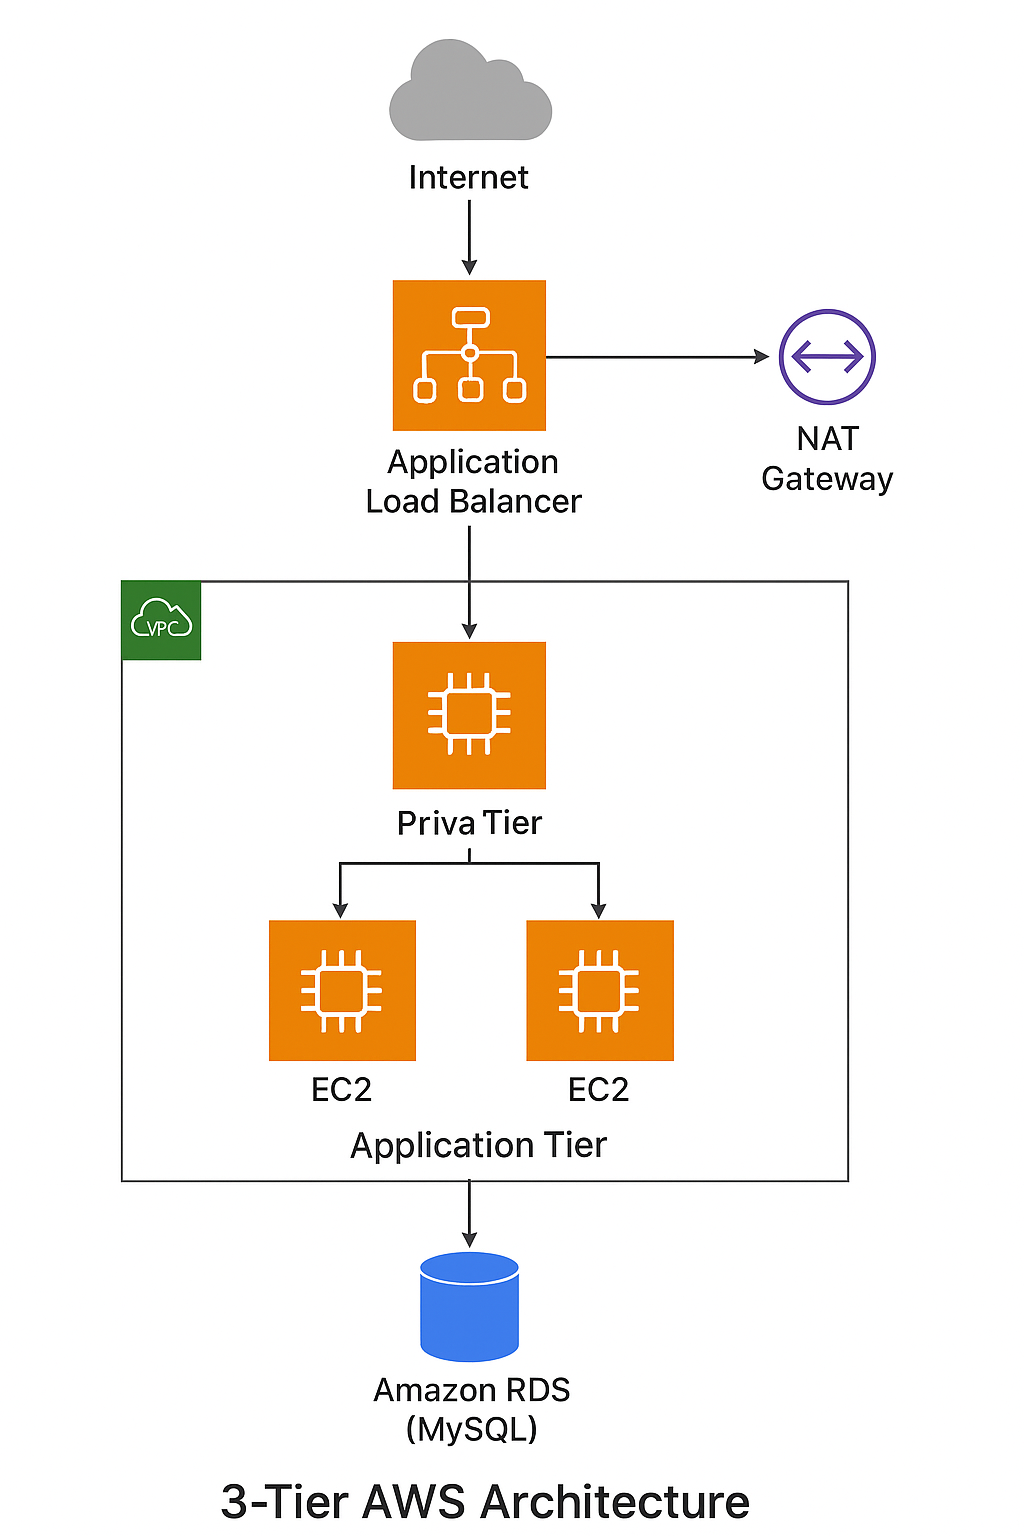 Internet
Application
Load Balancer
NAT
Gateway
VPC
Priva Tier
EC2
EC2
Application Tier
Amazon RDS
(MySQL)
3-Tier AWS Architecture